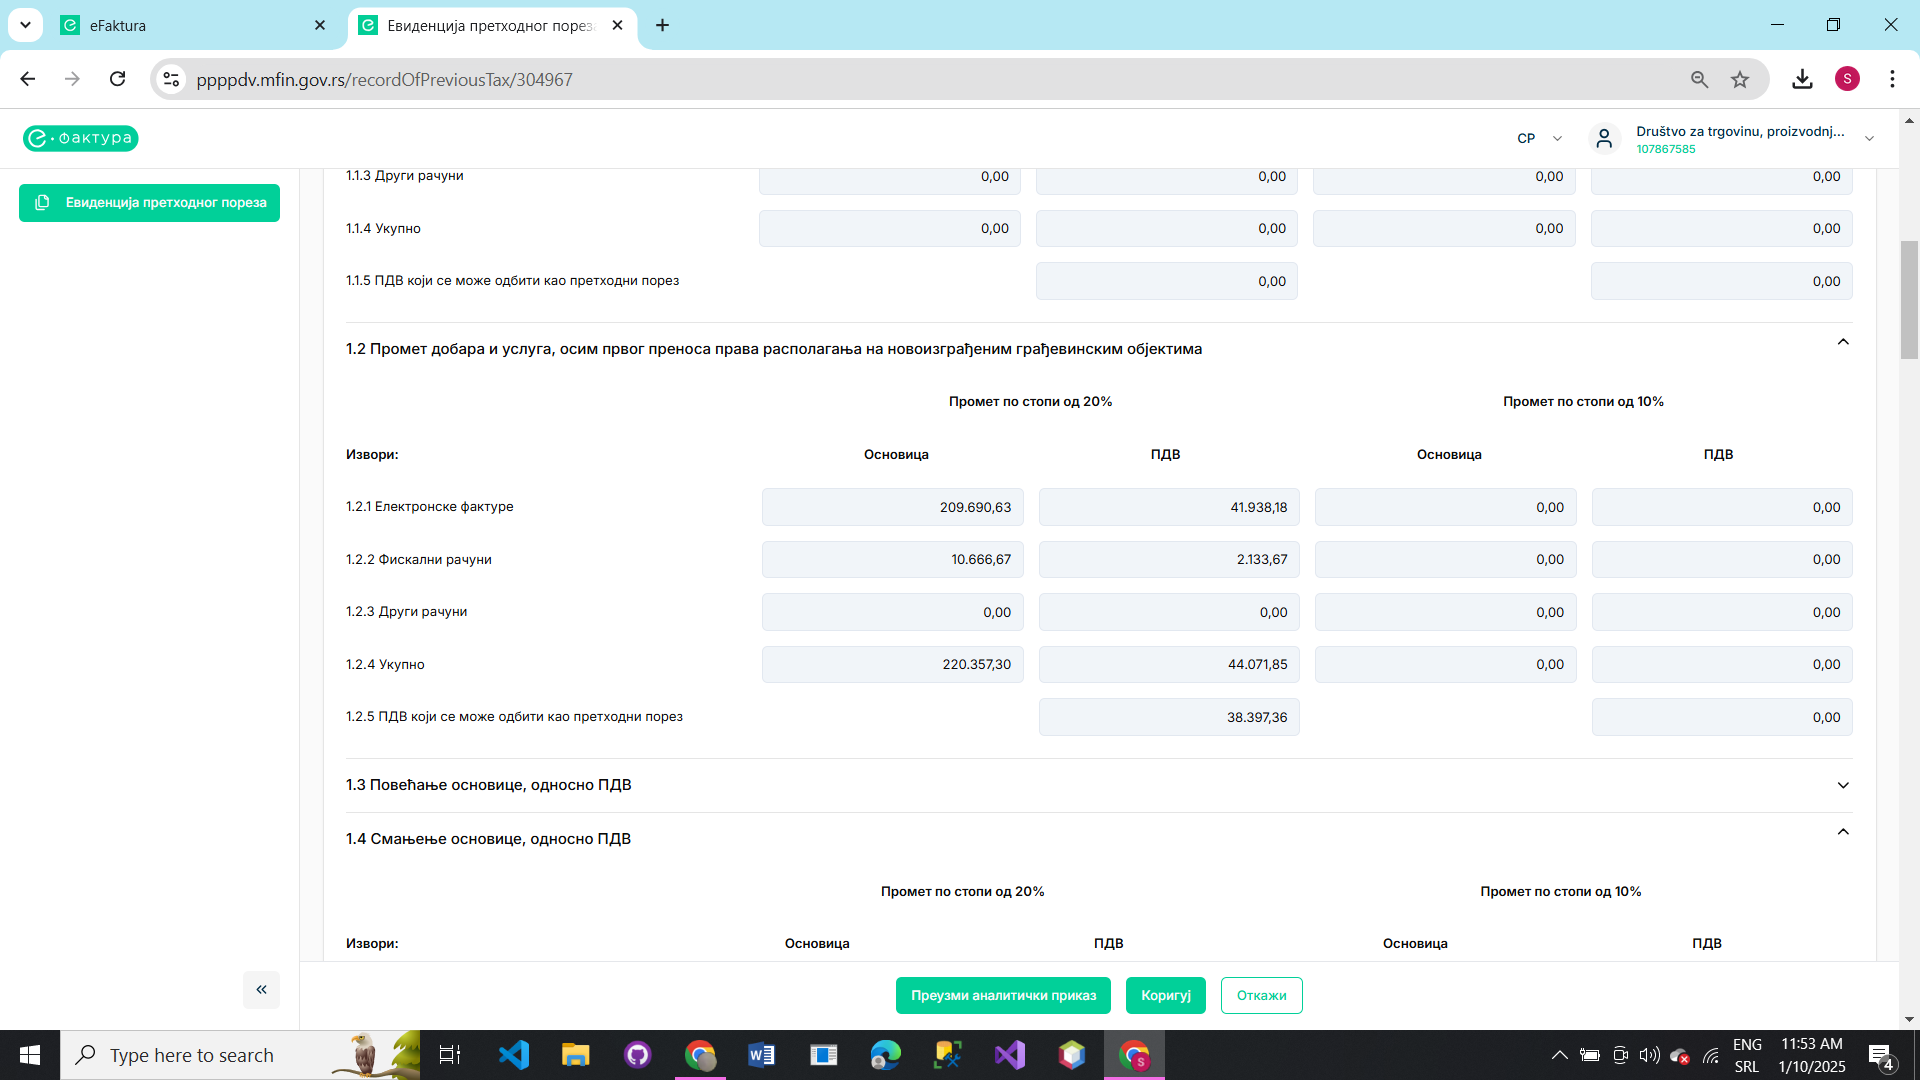 eFaktura
Евиденција претходног пореза
ppppdv.mfin.gov.rs/recordOfPreviousTax/304967
S
е·фактура
СР
Društvo za trgovinu, proizvodnj...
107867585
Евиденција претходног пореза
1.1.3 Други рачуни 0,00 0,00 0,00 0,00
1.1.4 Укупно 0,00 0,00 0,00 0,00
1.1.5 ПДВ који се може одбити као претходни порез 0,00 0,00
1.2 Промет добара и услуга, осим првог преноса права располагања на новоизграђеним грађевинским објектима
Промет по стопи од 20% Промет по стопи од 10%
Извори: Основица ПДВ Основица ПДВ
1.2.1 Електронске фактуре 209.690,63 41.938,18 0,00 0,00
1.2.2 Фискални рачуни 10.666,67 2.133,67 0,00 0,00
1.2.3 Други рачуни 0,00 0,00 0,00 0,00
1.2.4 Укупно 220.357,30 44.071,85 0,00 0,00
1.2.5 ПДВ који се може одбити као претходни порез 38.397,36 0,00
1.3 Повећање основице, односно ПДВ
1.4 Смањење основице, односно ПДВ
Промет по стопи од 20% Промет по стопи од 10%
Извори: Основица ПДВ Основица ПДВ
Преузми аналитички приказ Коригуј Откажи
Type here to search
ENG 11:53 AM
SRL 1/10/2025
4